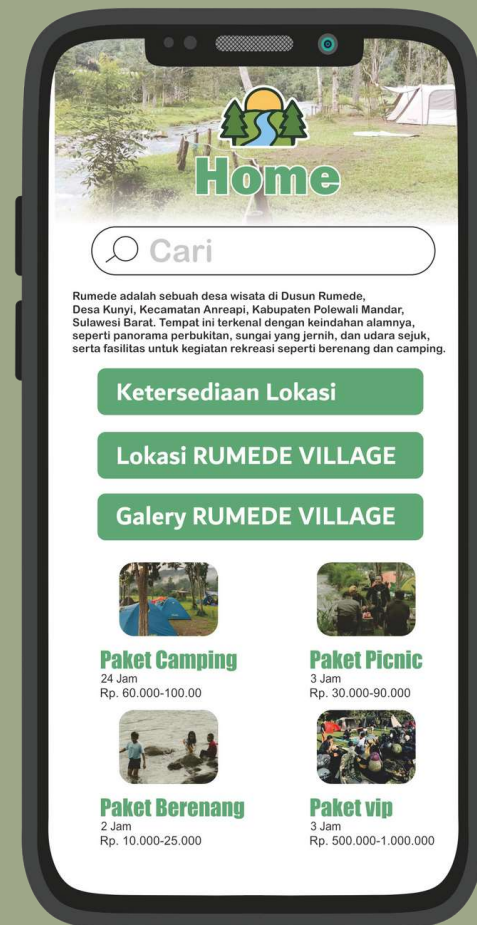 Home
Cari
Rumede adalah sebuah desa wisata di Dusun Rumede,
Desa Kunyi, Kecamatan Anreapi, Kabupaten Polewali Mandar,
Sulawesi Barat. Tempat ini terkenal dengan keindahan alamnya,
seperti panorama perbukitan, sungai yang jernih, dan udara sejuk,
serta fasilitas untuk kegiatan rekreasi seperti berenang dan camping.
Ketersediaan Lokasi
Lokasi RUMEDE VILLAGE
Galery RUMEDE VILLAGE
Paket Camping
24 Jam
Rp. 60.000-100.00
Paket Picnic
3 Jam
Rp. 30.000-90.000
Paket Berenang
2 Jam
Rp. 10.000-25.000
Paket vip
3 Jam
Rp. 500.000-1.000.000